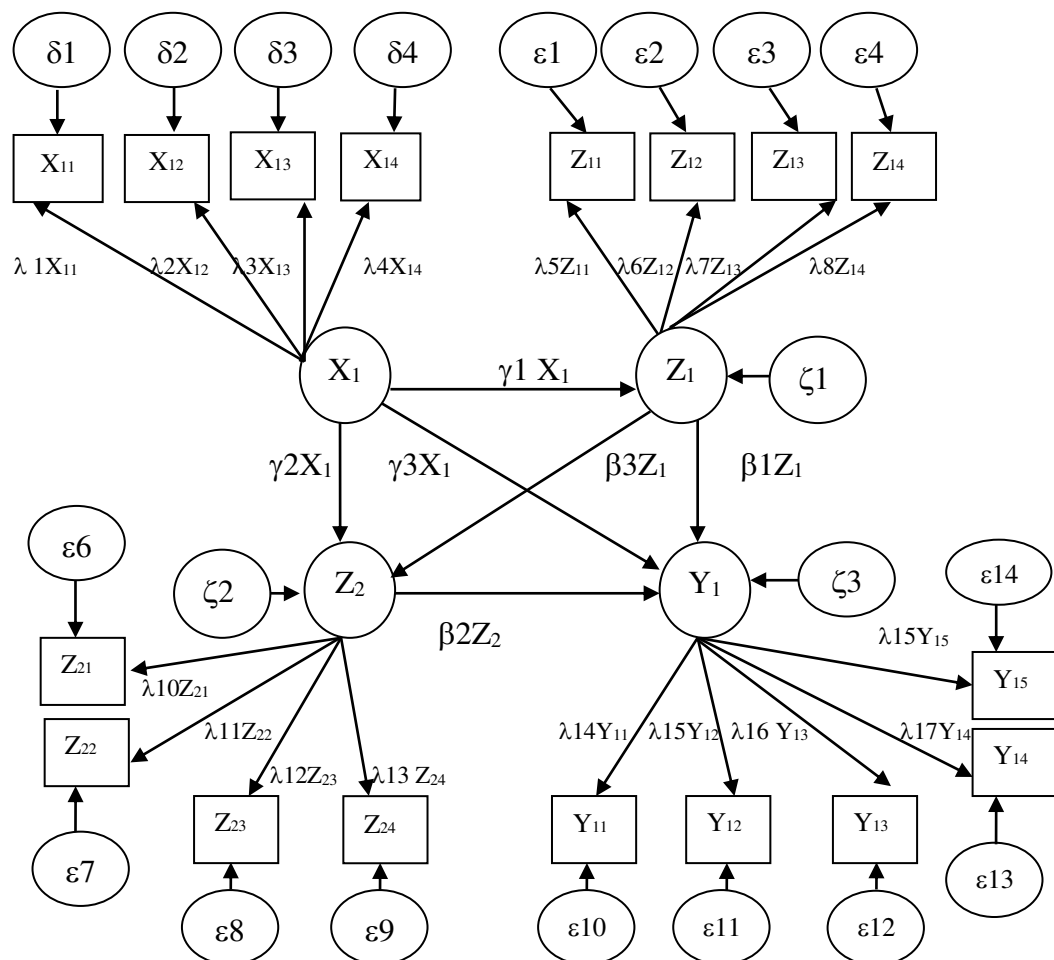 δ1 δ2 δ3 δ4 ε1 ε2 ε3 ε4
X11 X12 X13 X14 Z11 Z12 Z13 Z14
λ 1X11 λ2X12 λ3X13 λ4X14 λ5Z11 λ6Z12 λ7Z13 λ8Z14
X1 γ1 X1 Z1 ζ1
γ2X1 γ3X1 β3Z1 β1Z1
ε6
ζ2 Z2 Y1 ζ3 ε14
β2Z2
λ15Y15
Z21 Y15
λ10Z21
Z22 λ11Z22 λ14Y11 λ15Y12 λ16 Y13 λ17Y14 Y14
λ12Z23 λ13 Z24
Z23 Z24 Y11 Y12 Y13
ε7 ε13
ε8 ε9 ε10 ε11 ε12